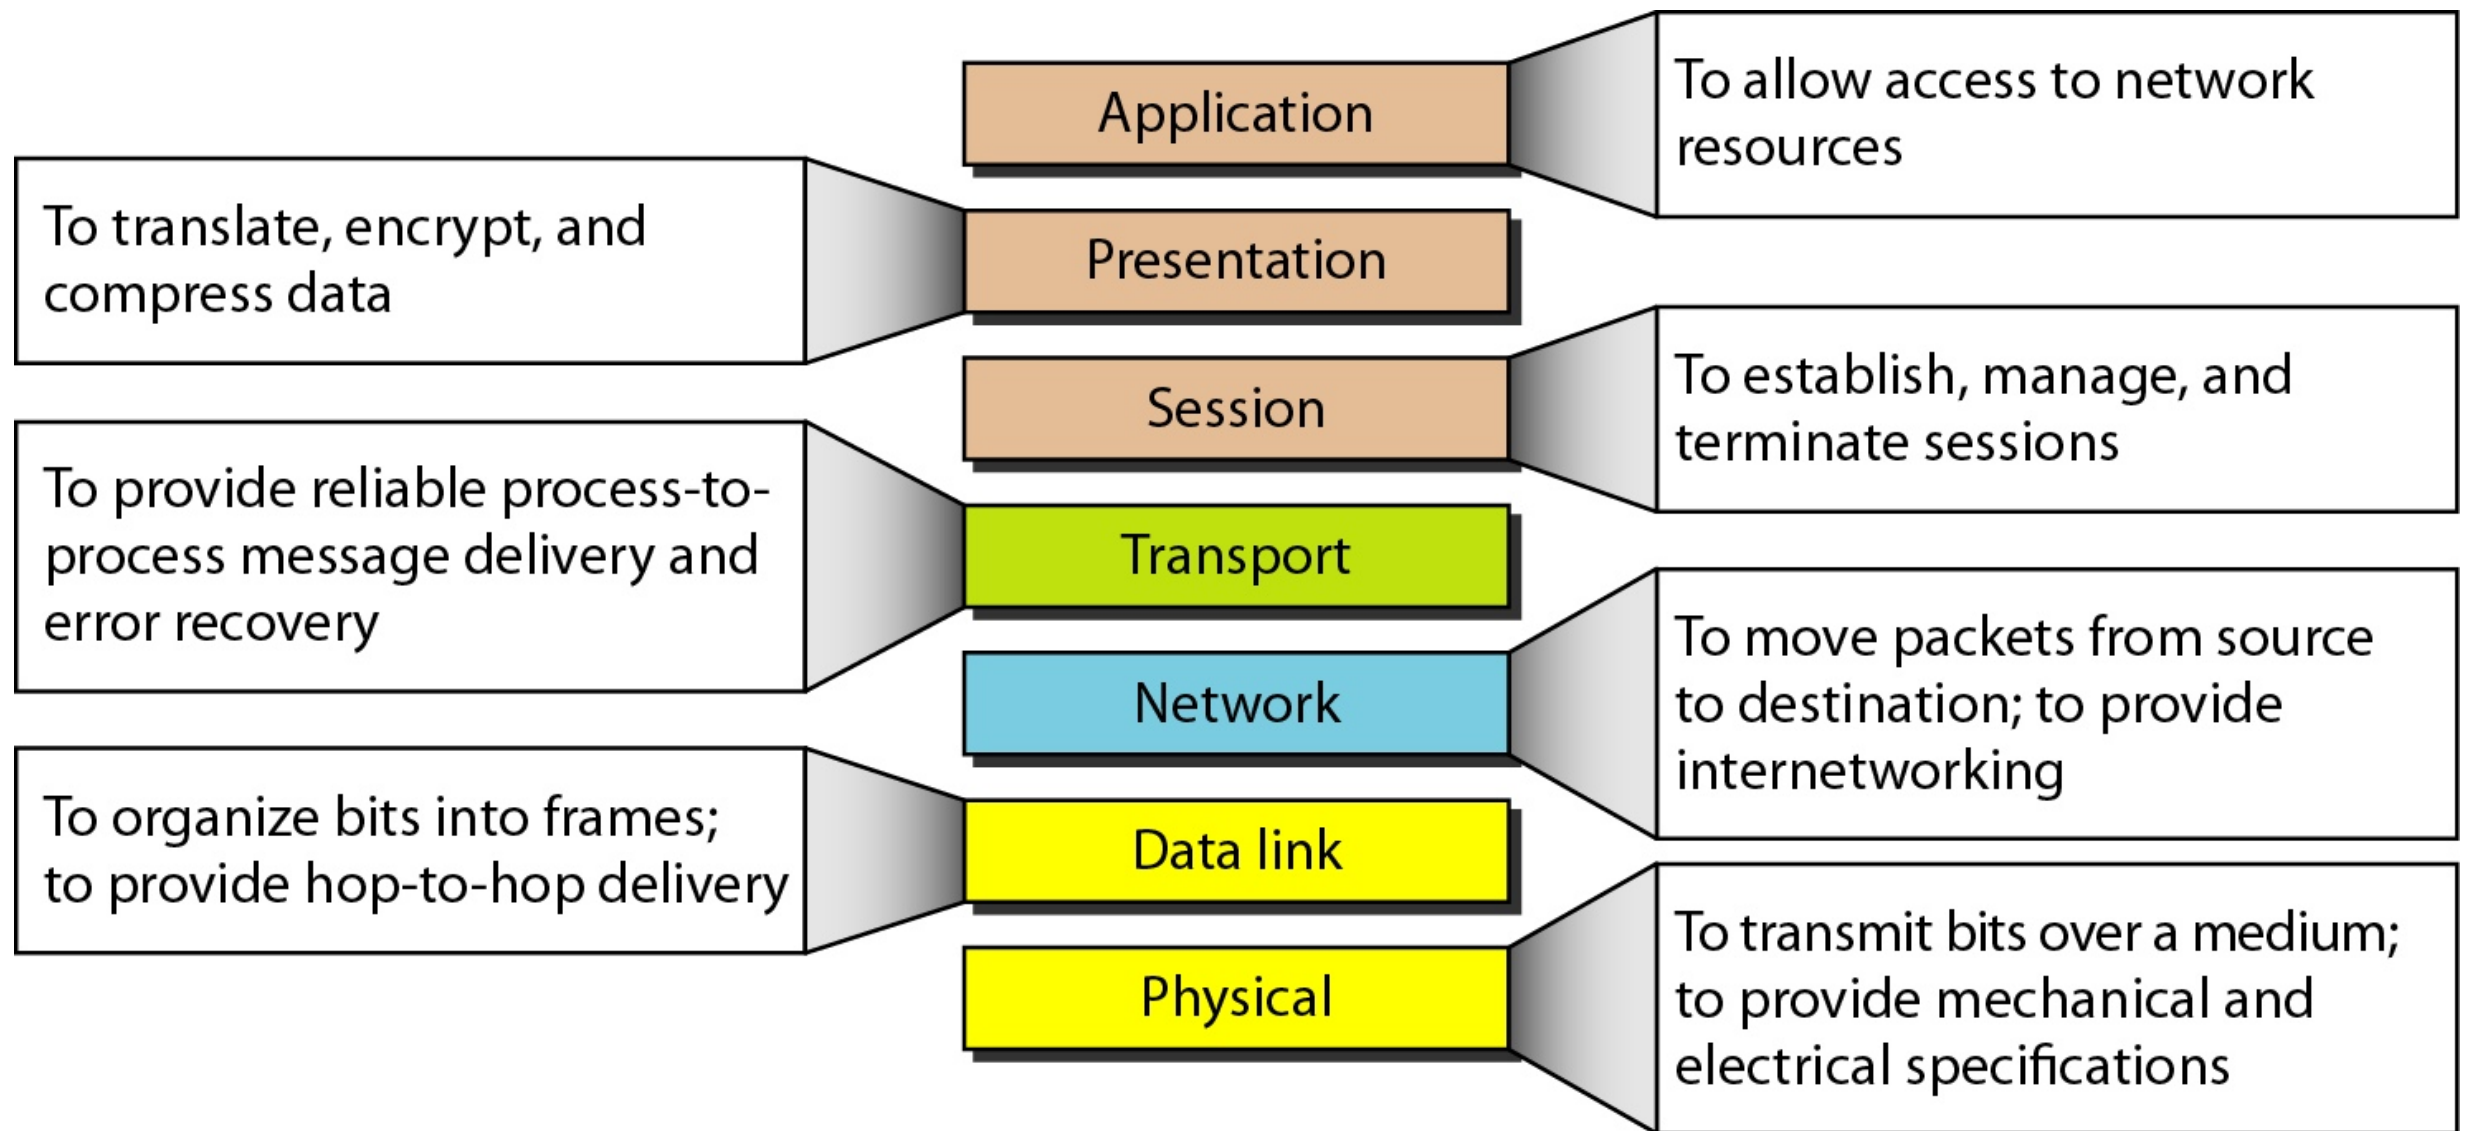 Application
To allow access to network
resources
To translate, encrypt, and
compress data
Presentation
Session
To establish, manage, and
terminate sessions
To provide reliable process-to-
process message delivery and
error recovery
Transport
Network
To move packets from source
to destination; to provide
internetworking
To organize bits into frames;
to provide hop-to-hop delivery
Data link
Physical
To transmit bits over a medium;
to provide mechanical and
electrical specifications